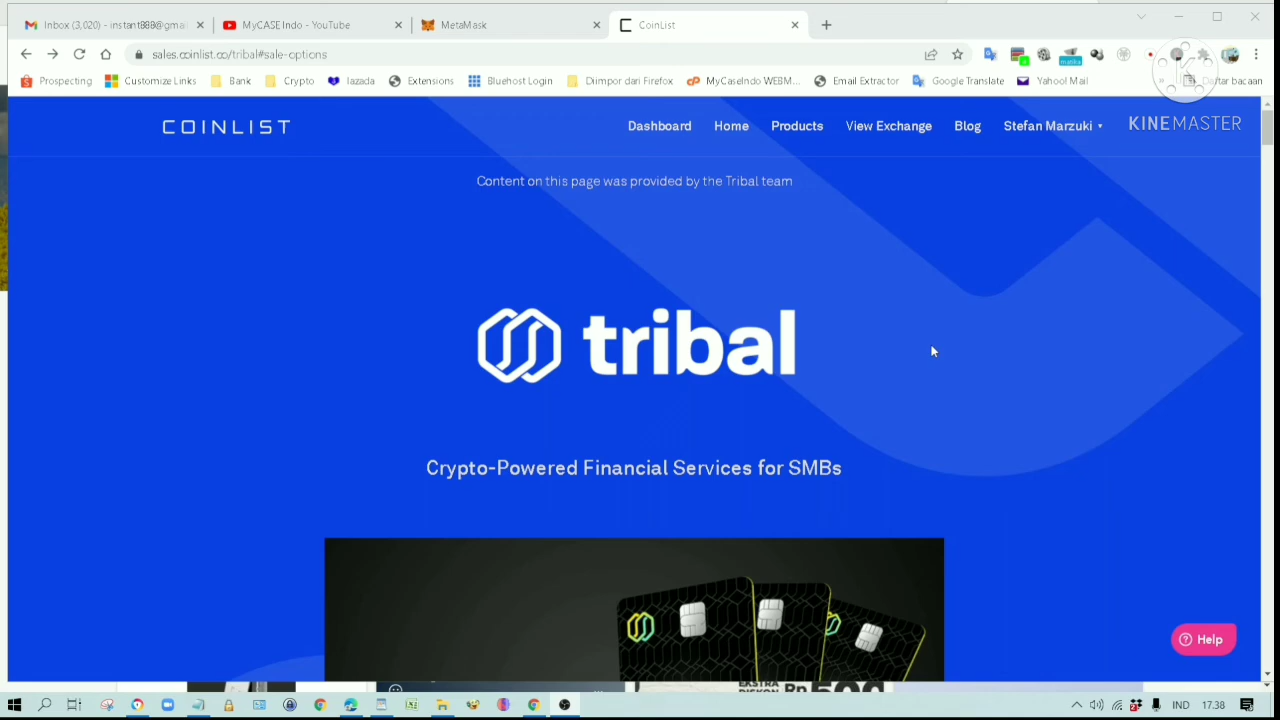 Inbox (3,020) - instant888@gmai
MyCASE Indo - YouTube
MetaMask
CoinList
sales.coinlist.co/tribal#sale-options
Prospecting
Customize Links
Bank
Crypto
lazada
Extensions
Bluehost Login
Diimpor dari Firefox
MyCaseIndo WEBM...
Email Extractor
Google Translate
Yahoo! Mail
Daftar bacaan
COINLIST
Dashboard
Home
Products
View Exchange
Blog
Stefan Marzuki
KINEMASTER
Content on this page was provided by the Tribal team
tribal
Crypto-Powered Financial Services for SMBs
Help
EKSTRA
DISKON
IND
17.38